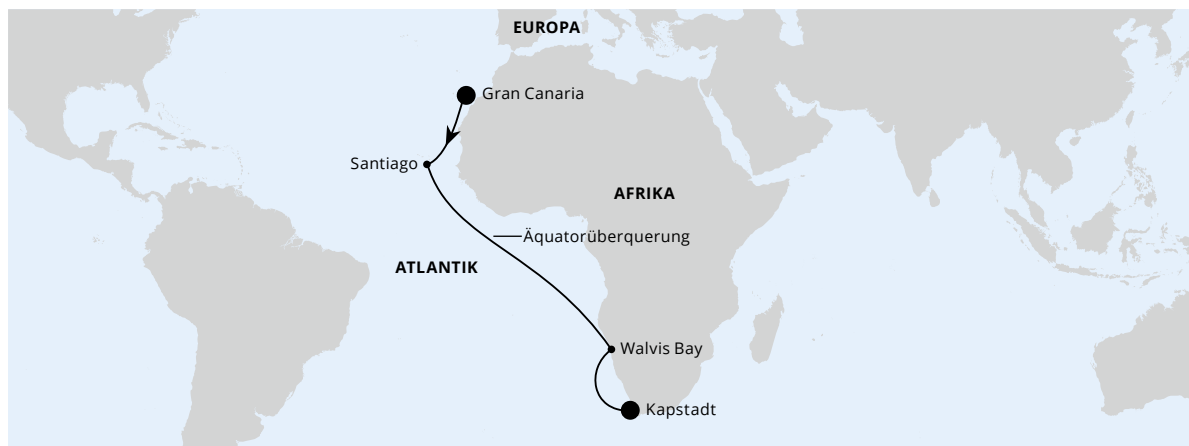 EUROPA
Gran Canaria
Santiago
AFRIKA
Äquatorüberquerung
ATLANTIK
Walvis Bay
Kapstadt